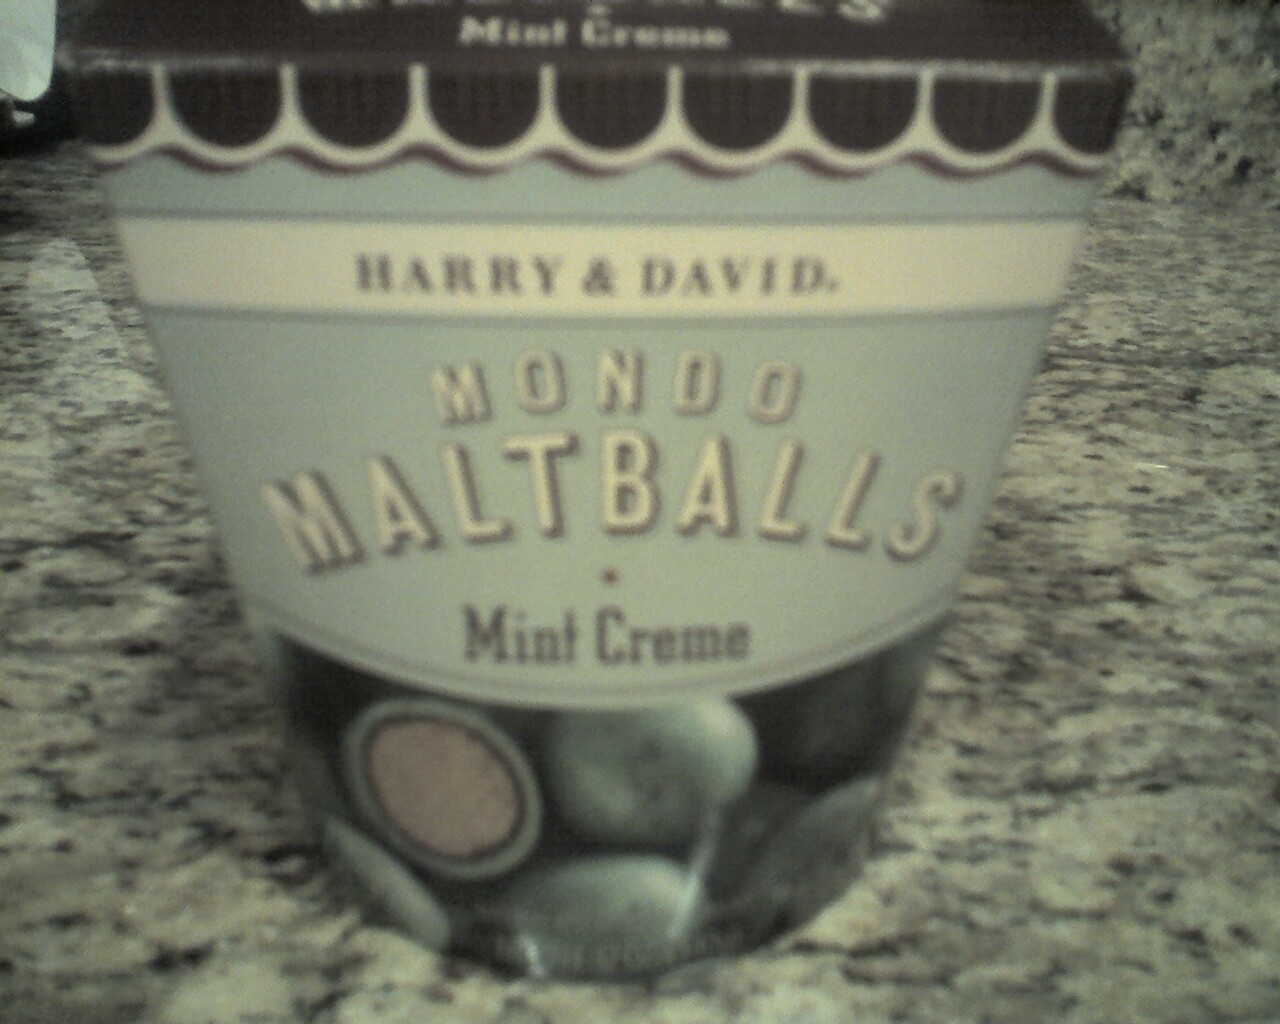 Mint Creme
HARRY & DAVID®
MONDO
MALTBALLS
Mint Creme